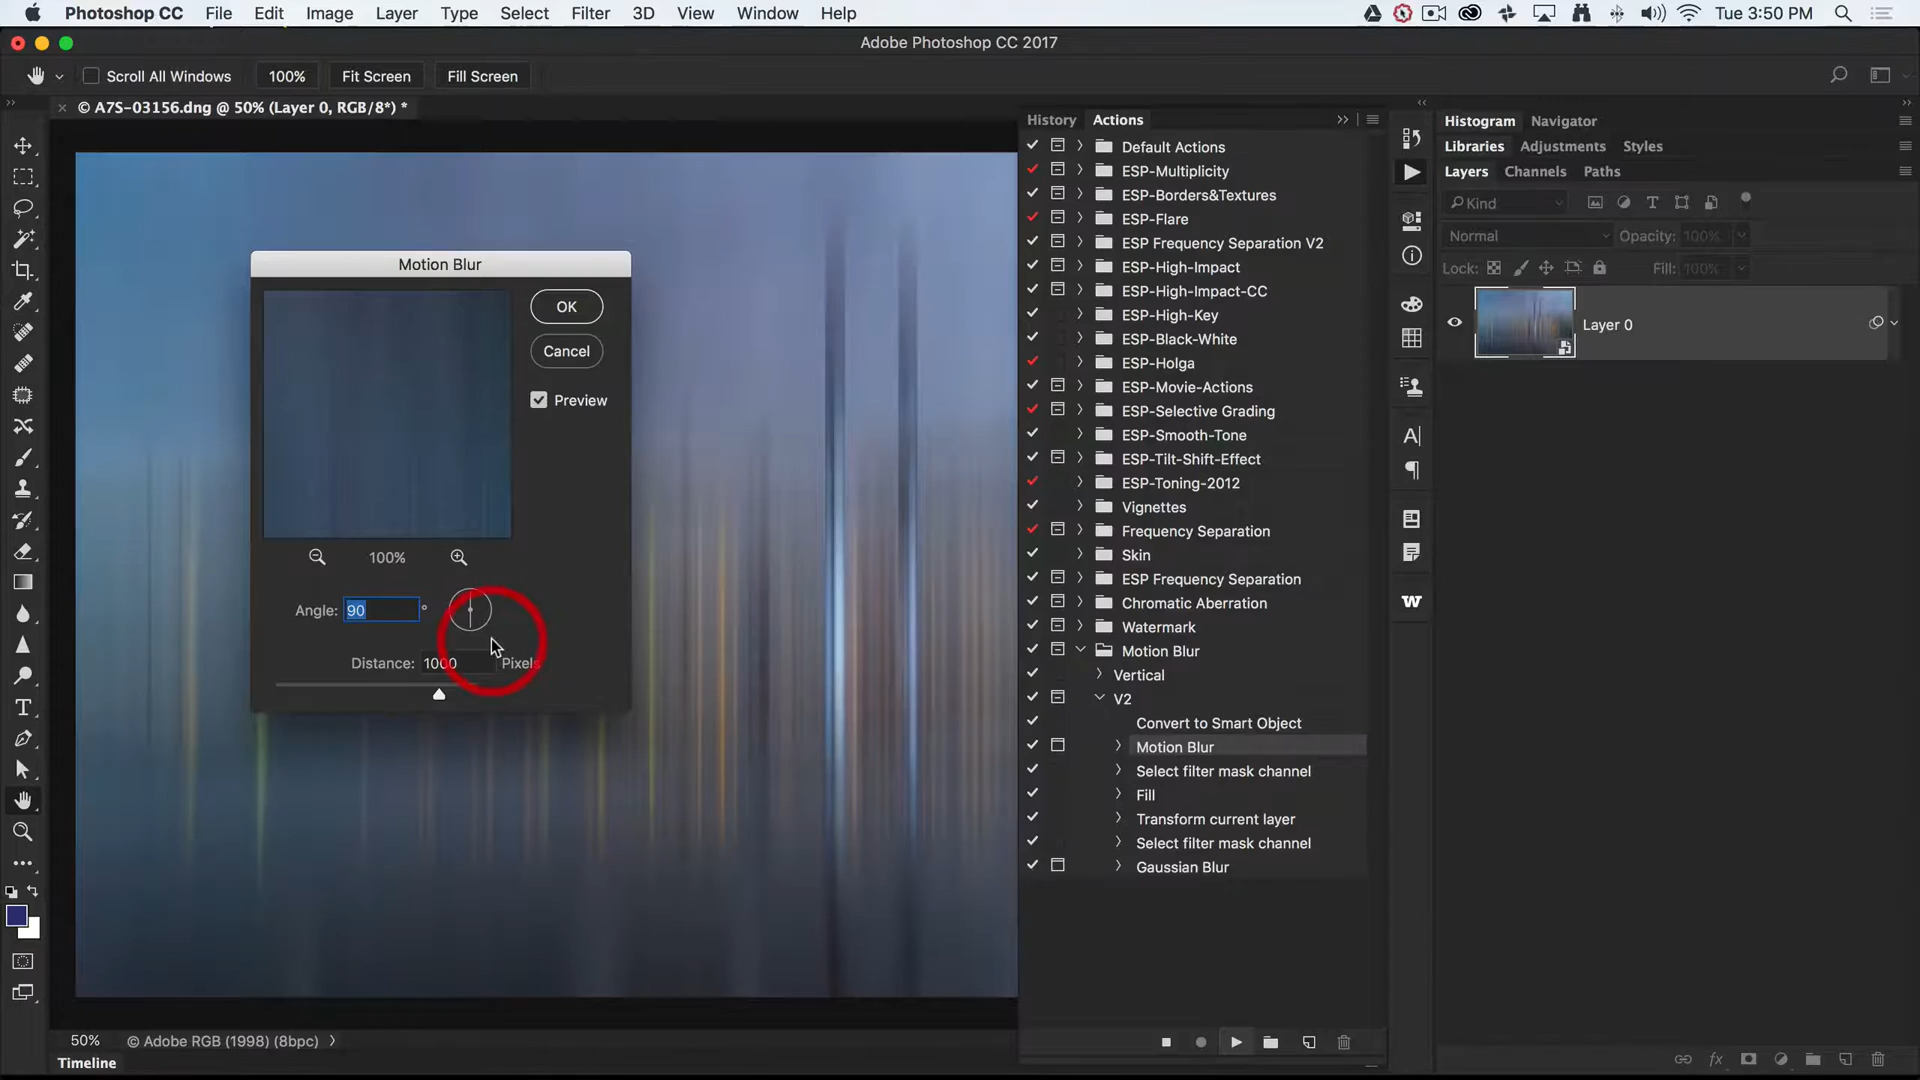 Photoshop CC File Edit Image Layer Type Select Filter 3D View Window Help Tue 3:50 PM
Adobe Photoshop CC 2017
Scroll All Windows 100% Fit Screen Fill Screen
© A7S-03156.dng @ 50% (Layer 0, RGB/8*) *
History Actions
Default Actions
ESP-Multiplicity
ESP-Borders&Textures
ESP-Flare
ESP Frequency Separation V2
ESP-High-Impact
ESP-High-Impact-CC
ESP-High-Key
ESP-Black-White
ESP-Holga
ESP-Movie-Actions
ESP-Selective Grading
ESP-Smooth-Tone
ESP-Tilt-Shift-Effect
ESP-Toning-2012
Vignettes
Frequency Separation
Skin
ESP Frequency Separation
Chromatic Aberration
Watermark
Motion Blur
Vertical
V2
Convert to Smart Object
Motion Blur
Select filter mask channel
Fill
Transform current layer
Select filter mask channel
Gaussian Blur
Motion Blur
OK
Cancel
Preview
100%
Angle: 90 °
Distance: 1000 Pixels
Histogram Navigator
Libraries Adjustments Styles
Layers Channels Paths
Kind
Normal Opacity: 100%
Lock: Fill: 100%
Layer 0
50% © Adobe RGB (1998) (8bpc)
Timeline